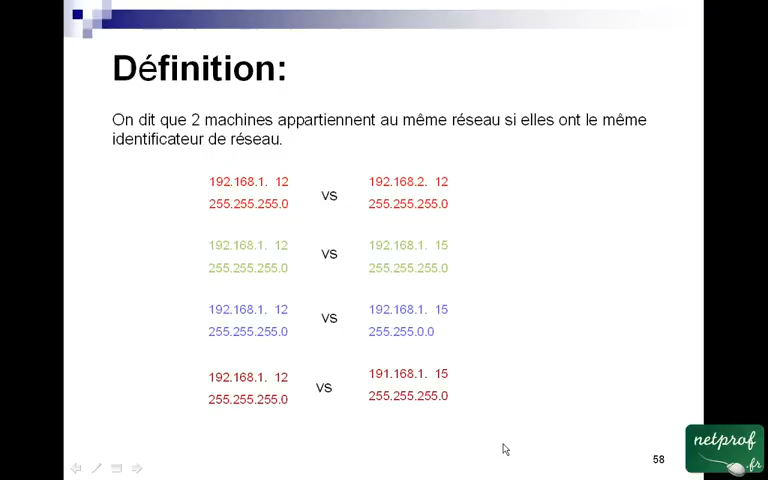 Définition:
On dit que 2 machines appartiennent au même réseau si elles ont le même
identificateur de réseau.
192.168.1. 12
255.255.255.0
VS
192.168.2. 12
255.255.255.0
192.168.1. 12
255.255.255.0
VS
192.168.1. 15
255.255.255.0
192.168.1. 12
255.255.255.0
VS
192.168.1. 15
255.255.0.0
192.168.1. 12
255.255.255.0
VS
191.168.1. 15
255.255.255.0
58
netprof
.fr